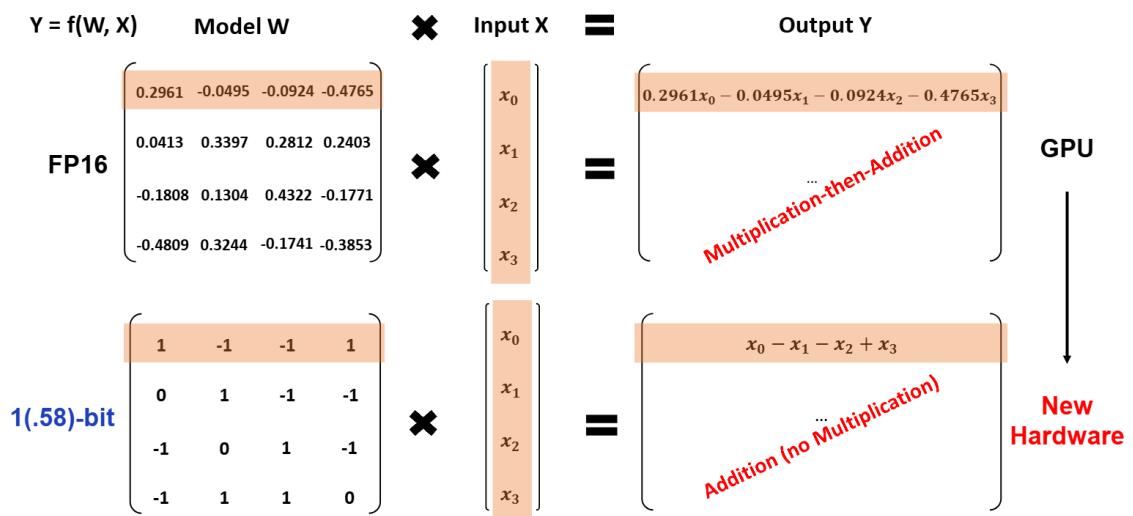 Y = f(W, X) Model W ✖ Input X = Output Y
0.2961 -0.0495 -0.0924 -0.4765
0.0413 0.3397 0.2812 0.2403
-0.1808 0.1304 0.4322 -0.1771
-0.4809 0.3244 -0.1741 -0.3853
FP16
✖
x₀
x₁
x₂
x₃
=
0.2961x₀ − 0.0495x₁ − 0.0924x₂ − 0.4765x₃
...
Multiplication-then-Addition
GPU
1 -1 -1 1
0 1 -1 -1
-1 0 1 -1
-1 1 1 0
1(.58)-bit
✖
x₀
x₁
x₂
x₃
=
x₀ − x₁ − x₂ + x₃
...
Addition (no Multiplication)
New
Hardware